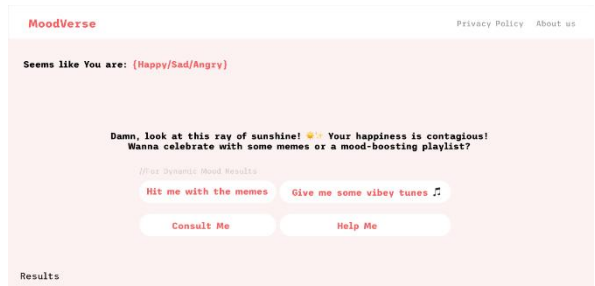 MoodVerse
Privacy Policy About us
Seems like You are: {Happy/Sad/Angry}
Damn, look at this ray of sunshine! 🌟✨ Your happiness is contagious!
Wanna celebrate with some memes or a mood-boosting playlist?
//For Dynamic Mood Results
Hit me with the memes
Give me some vibey tunes 🎵
Consult Me
Help Me
Results